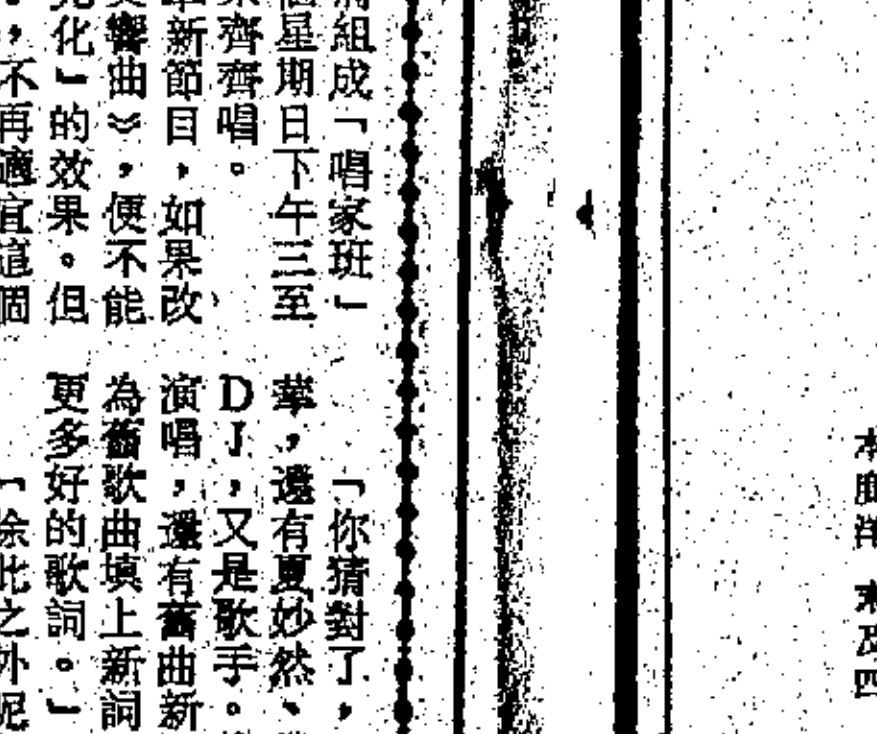 組成「唱家班」
星期日下午三至
齊齊唱。
新節目，如果改
響曲》，便不能
化」的效果。但
不再適宜這個
「你猜對了，
華，還有夏妙然、
DJ，又是歌手。
演唱，還有舊曲新
為舊歌曲填上新詞
更多好的歌詞。」
「除此之外呢